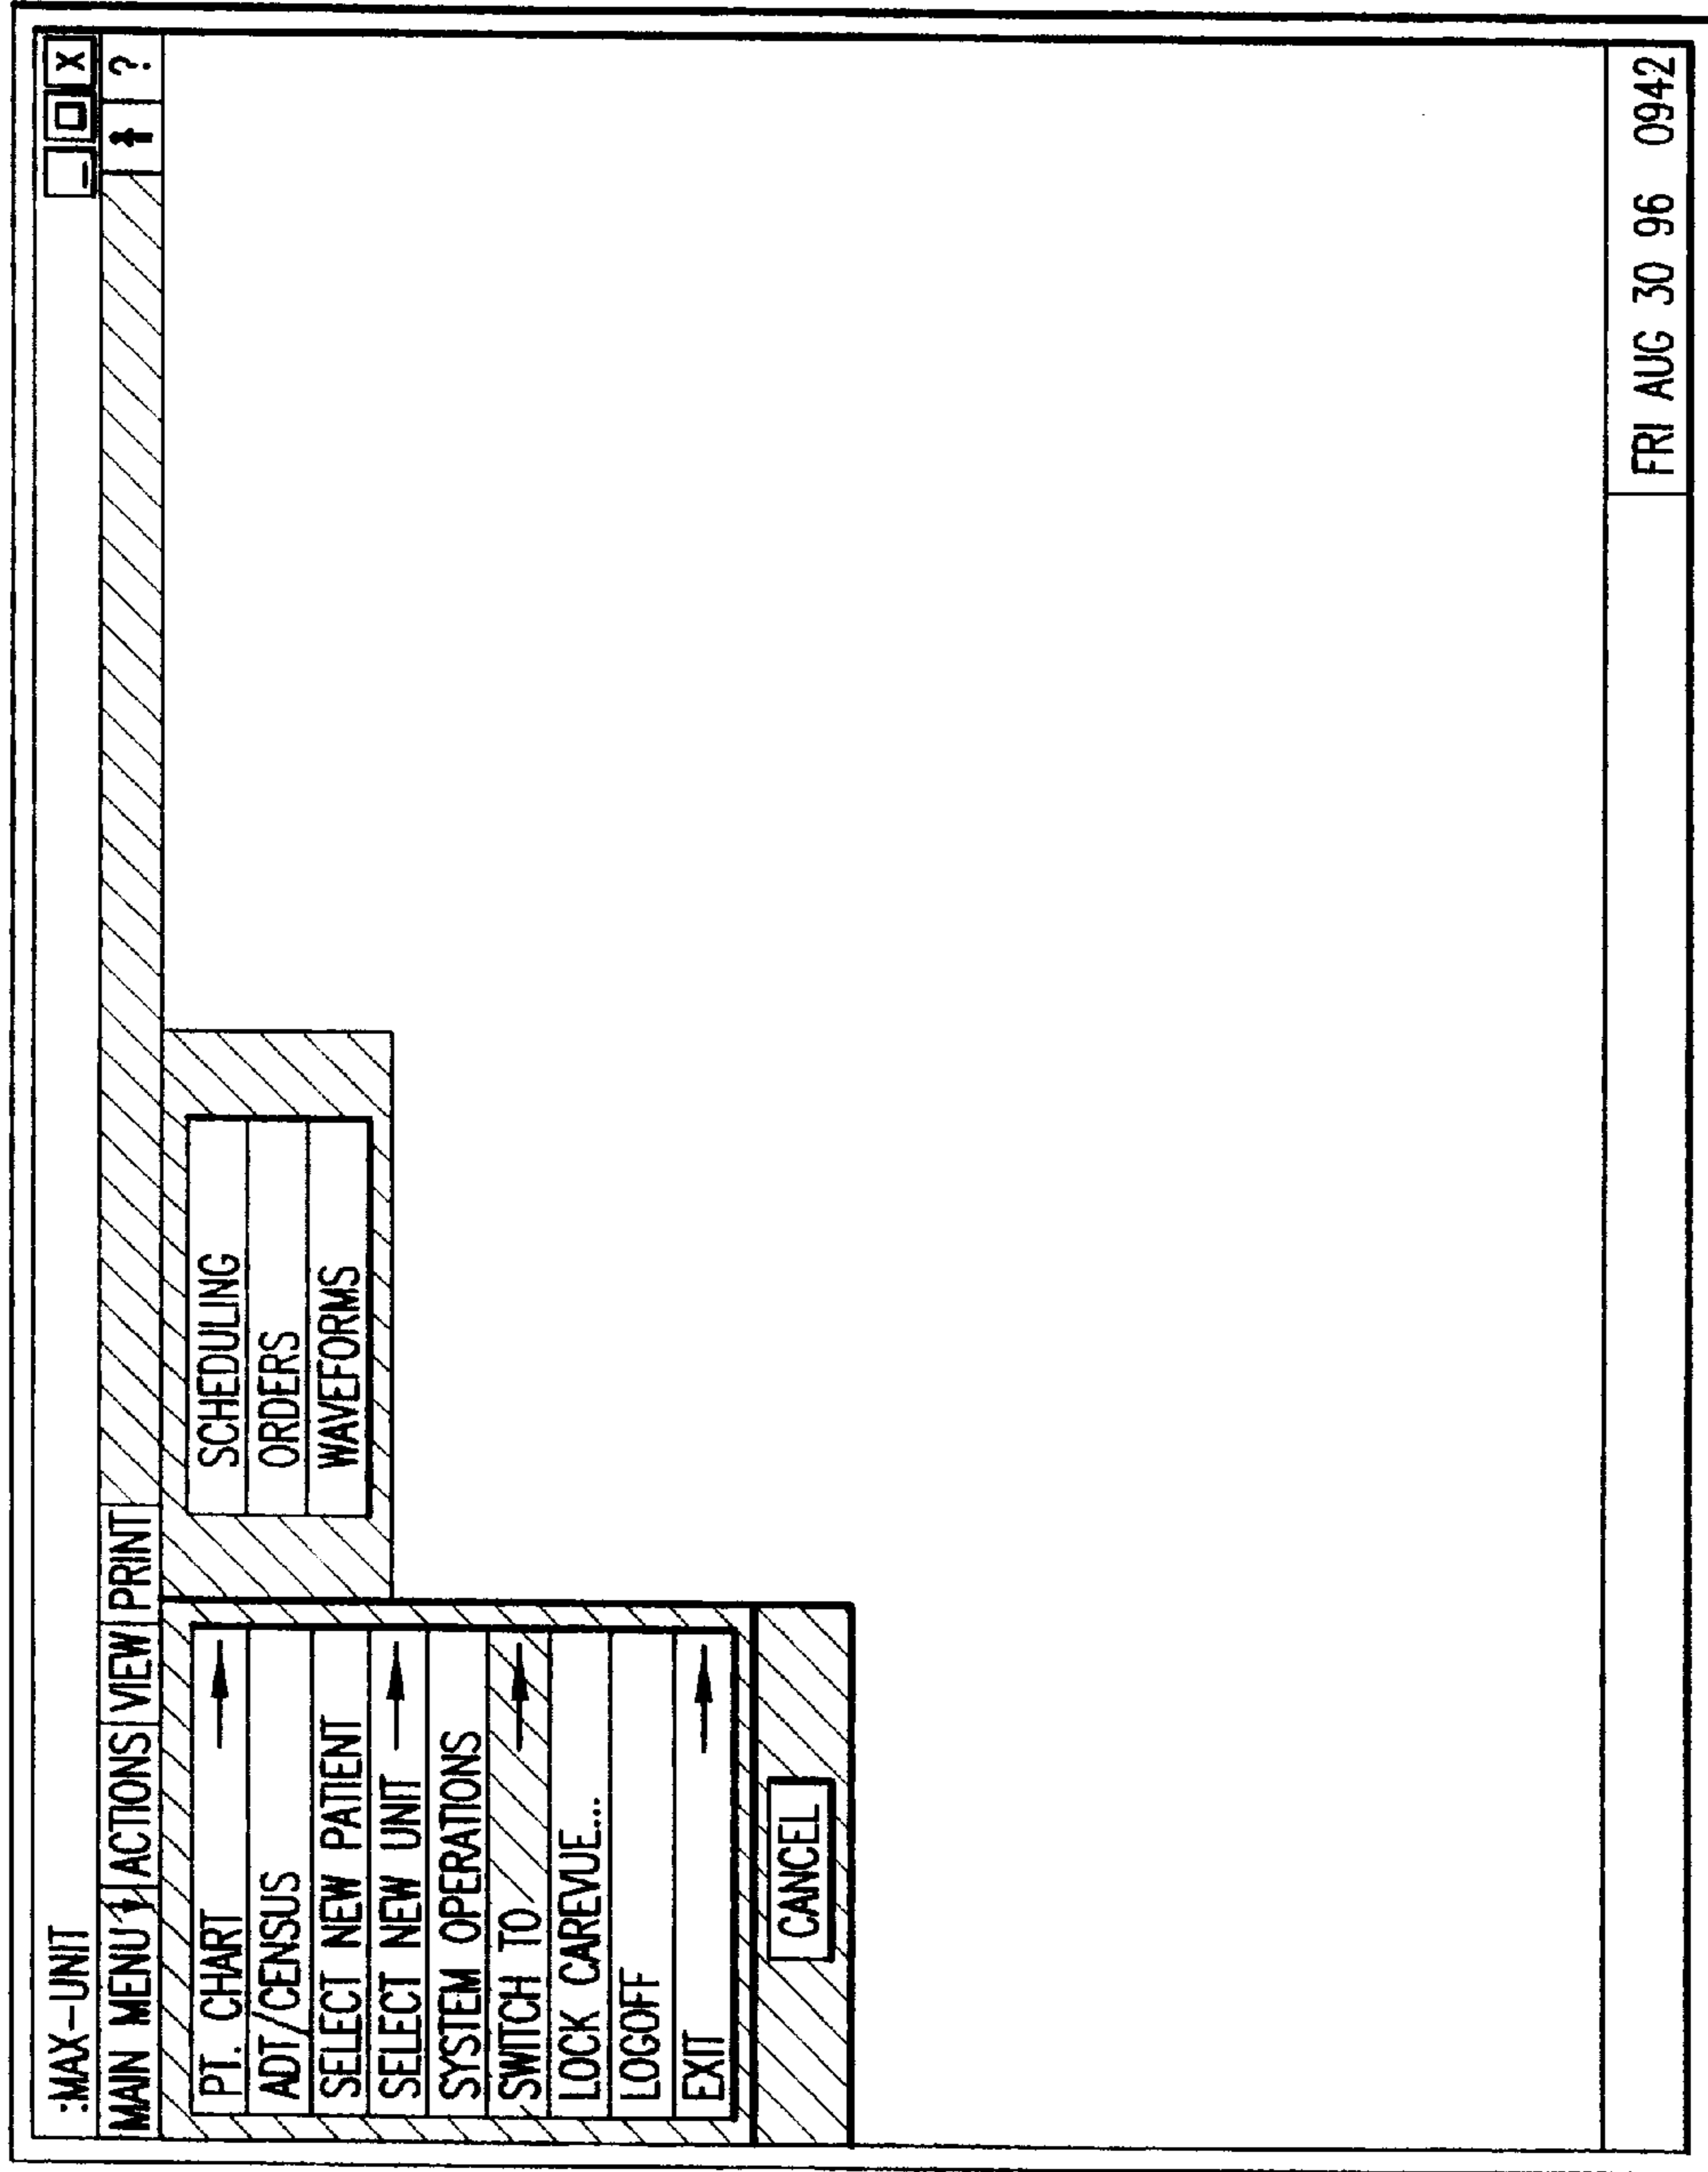 :MAX-UNIT
_ □ X
MAIN MENU ACTIONS VIEW PRINT ?
PT. CHART
ADT/CENSUS
SELECT NEW PATIENT
SELECT NEW UNIT
SYSTEM OPERATIONS
SWITCH TO
LOCK CAREVUE...
LOGOFF
EXIT
CANCEL
SCHEDULING
ORDERS
WAVEFORMS
FRI AUG 30 96 0942